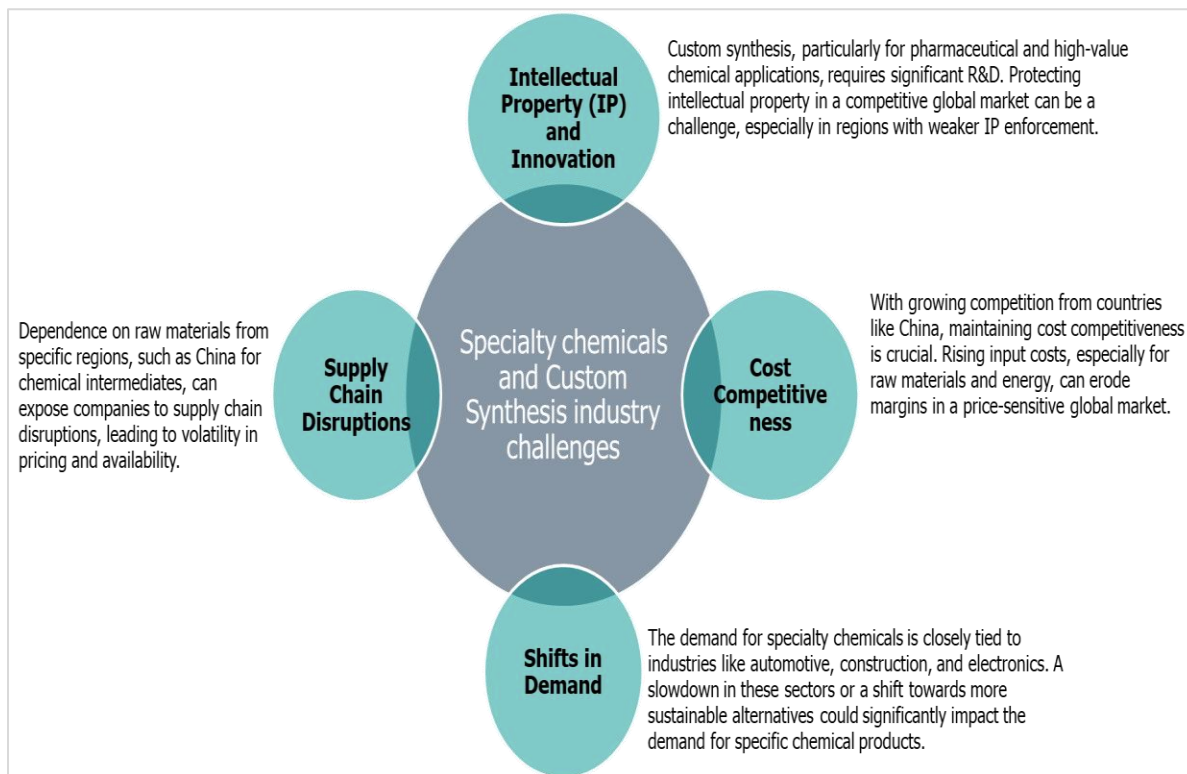 Intellectual
Property (IP)
and
Innovation
Custom synthesis, particularly for pharmaceutical and high-value
chemical applications, requires significant R&D. Protecting
intellectual property in a competitive global market can be a
challenge, especially in regions with weaker IP enforcement.
Dependence on raw materials from
specific regions, such as China for
chemical intermediates, can
expose companies to supply chain
disruptions, leading to volatility in
pricing and availability.
Supply
Chain
Disruptions
Specialty chemicals
and Custom
Synthesis industry
challenges
Cost
Competitive
ness
With growing competition from countries
like China, maintaining cost competitiveness
is crucial. Rising input costs, especially for
raw materials and energy, can erode
margins in a price-sensitive global market.
Shifts in
Demand
The demand for specialty chemicals is closely tied to
industries like automotive, construction, and electronics. A
slowdown in these sectors or a shift towards more
sustainable alternatives could significantly impact the
demand for specific chemical products.